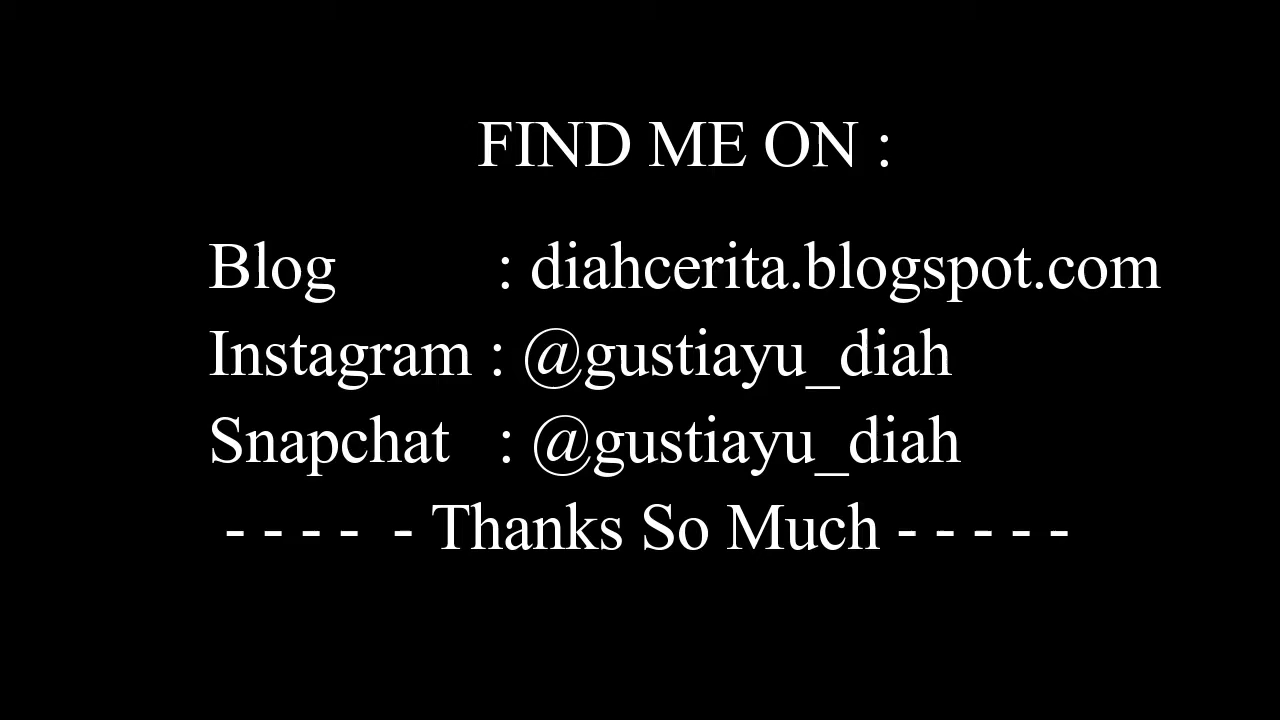 FIND ME ON :
Blog : diahcerita.blogspot.com
Instagram : @gustiayu_diah
Snapchat : @gustiayu_diah
- - - - - Thanks So Much - - - - -